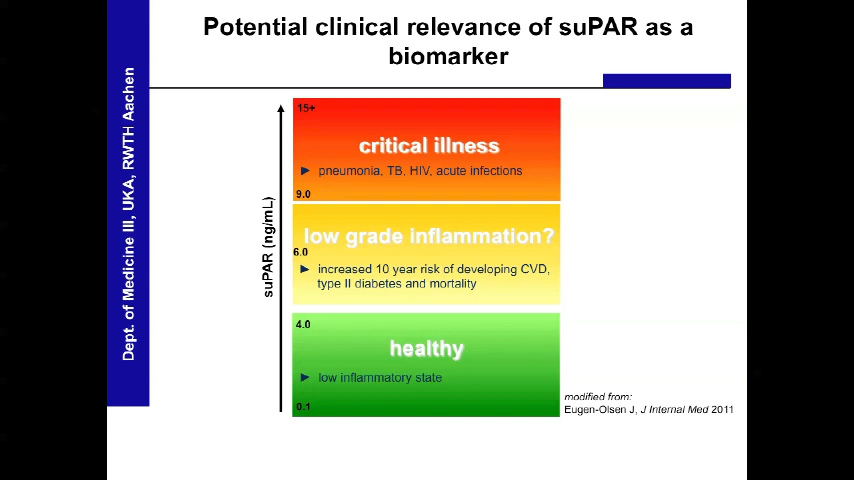 Potential clinical relevance of suPAR as a
biomarker
Dept. of Medicine III, UKA, RWTH Aachen
suPAR (ng/mL)
15+
critical illness
► pneumonia, TB, HIV, acute infections
9.0
low grade inflammation?
6.0
► increased 10 year risk of developing CVD,
type II diabetes and mortality
4.0
healthy
► low inflammatory state
0.1
modified from:
Eugen-Olsen J, J Internal Med 2011